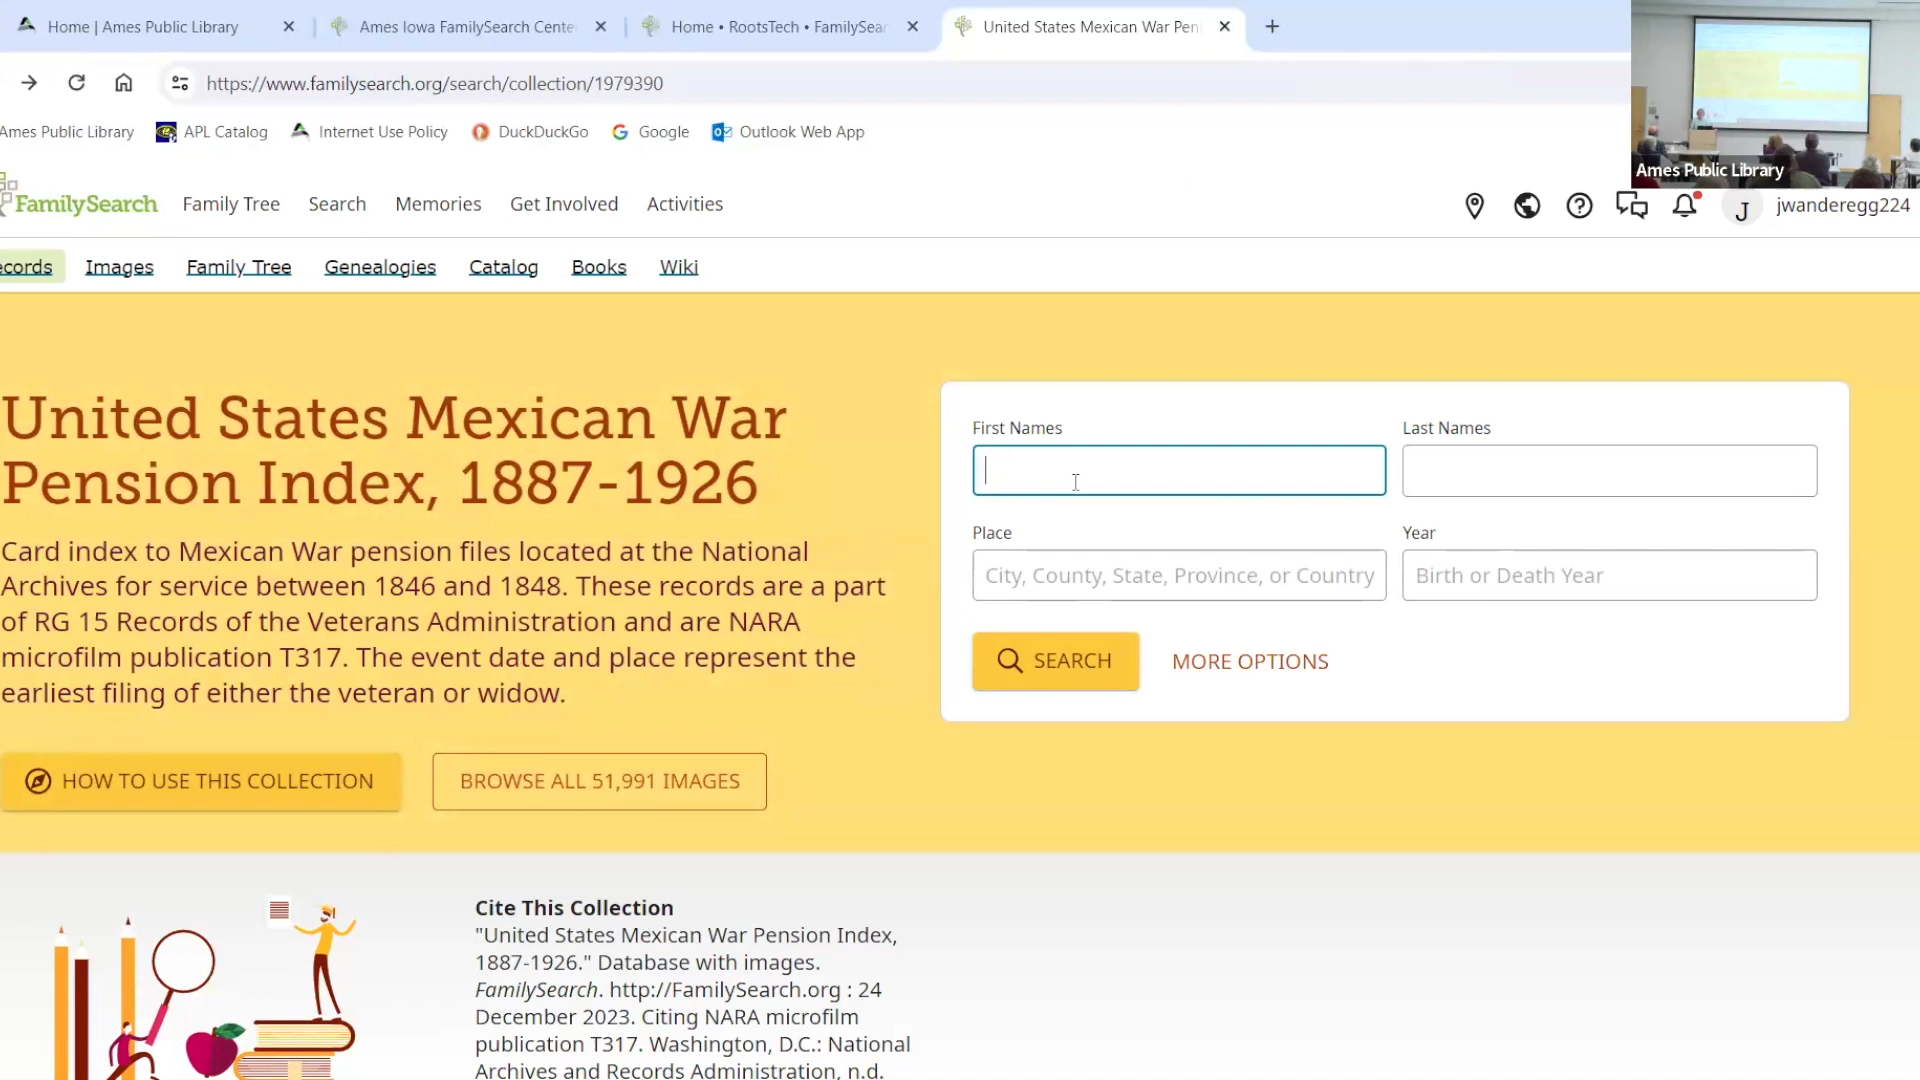 Home | Ames Public Library
Ames Iowa FamilySearch Cente
Home • RootsTech • FamilySear
United States Mexican War Pen
https://www.familysearch.org/search/collection/1979390
Ames Public Library
APL Catalog
Internet Use Policy
DuckDuckGo
Google
Outlook Web App
Ames Public Library
FamilySearch
Family Tree
Search
Memories
Get Involved
Activities
J
jwanderegg224
ecords
Images
Family Tree
Genealogies
Catalog
Books
Wiki
United States Mexican War
Pension Index, 1887-1926
Card index to Mexican War pension files located at the National
Archives for service between 1846 and 1848. These records are a part
of RG 15 Records of the Veterans Administration and are NARA
microfilm publication T317. The event date and place represent the
earliest filing of either the veteran or widow.
HOW TO USE THIS COLLECTION
BROWSE ALL 51,991 IMAGES
First Names
Last Names
Place
Year
City, County, State, Province, or Country
Birth or Death Year
SEARCH
MORE OPTIONS
Cite This Collection
"United States Mexican War Pension Index,
1887-1926." Database with images.
FamilySearch. http://FamilySearch.org : 24
December 2023. Citing NARA microfilm
publication T317. Washington, D.C.: National
Archives and Records Administration, n.d.